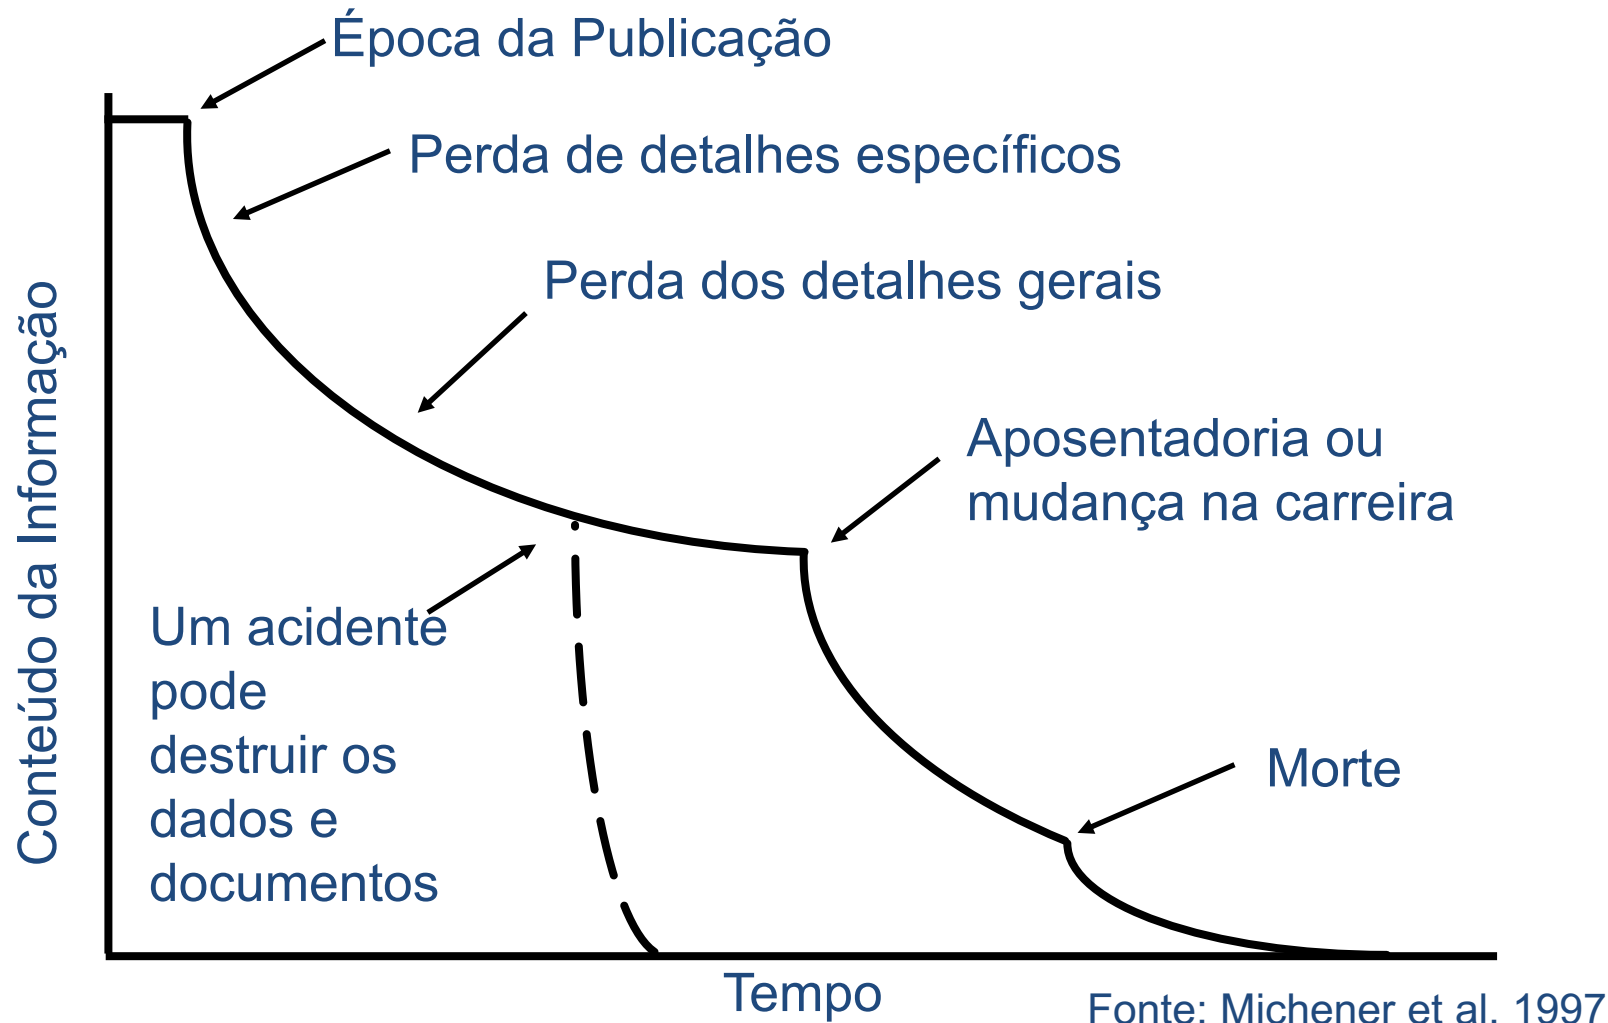 Época da Publicação
Perda de detalhes específicos
Perda dos detalhes gerais
Aposentadoria ou
mudança na carreira
Um acidente
pode
destruir os
dados e
documentos
Morte
Conteúdo da Informação
Tempo
Fonte: Michener et al. 1997